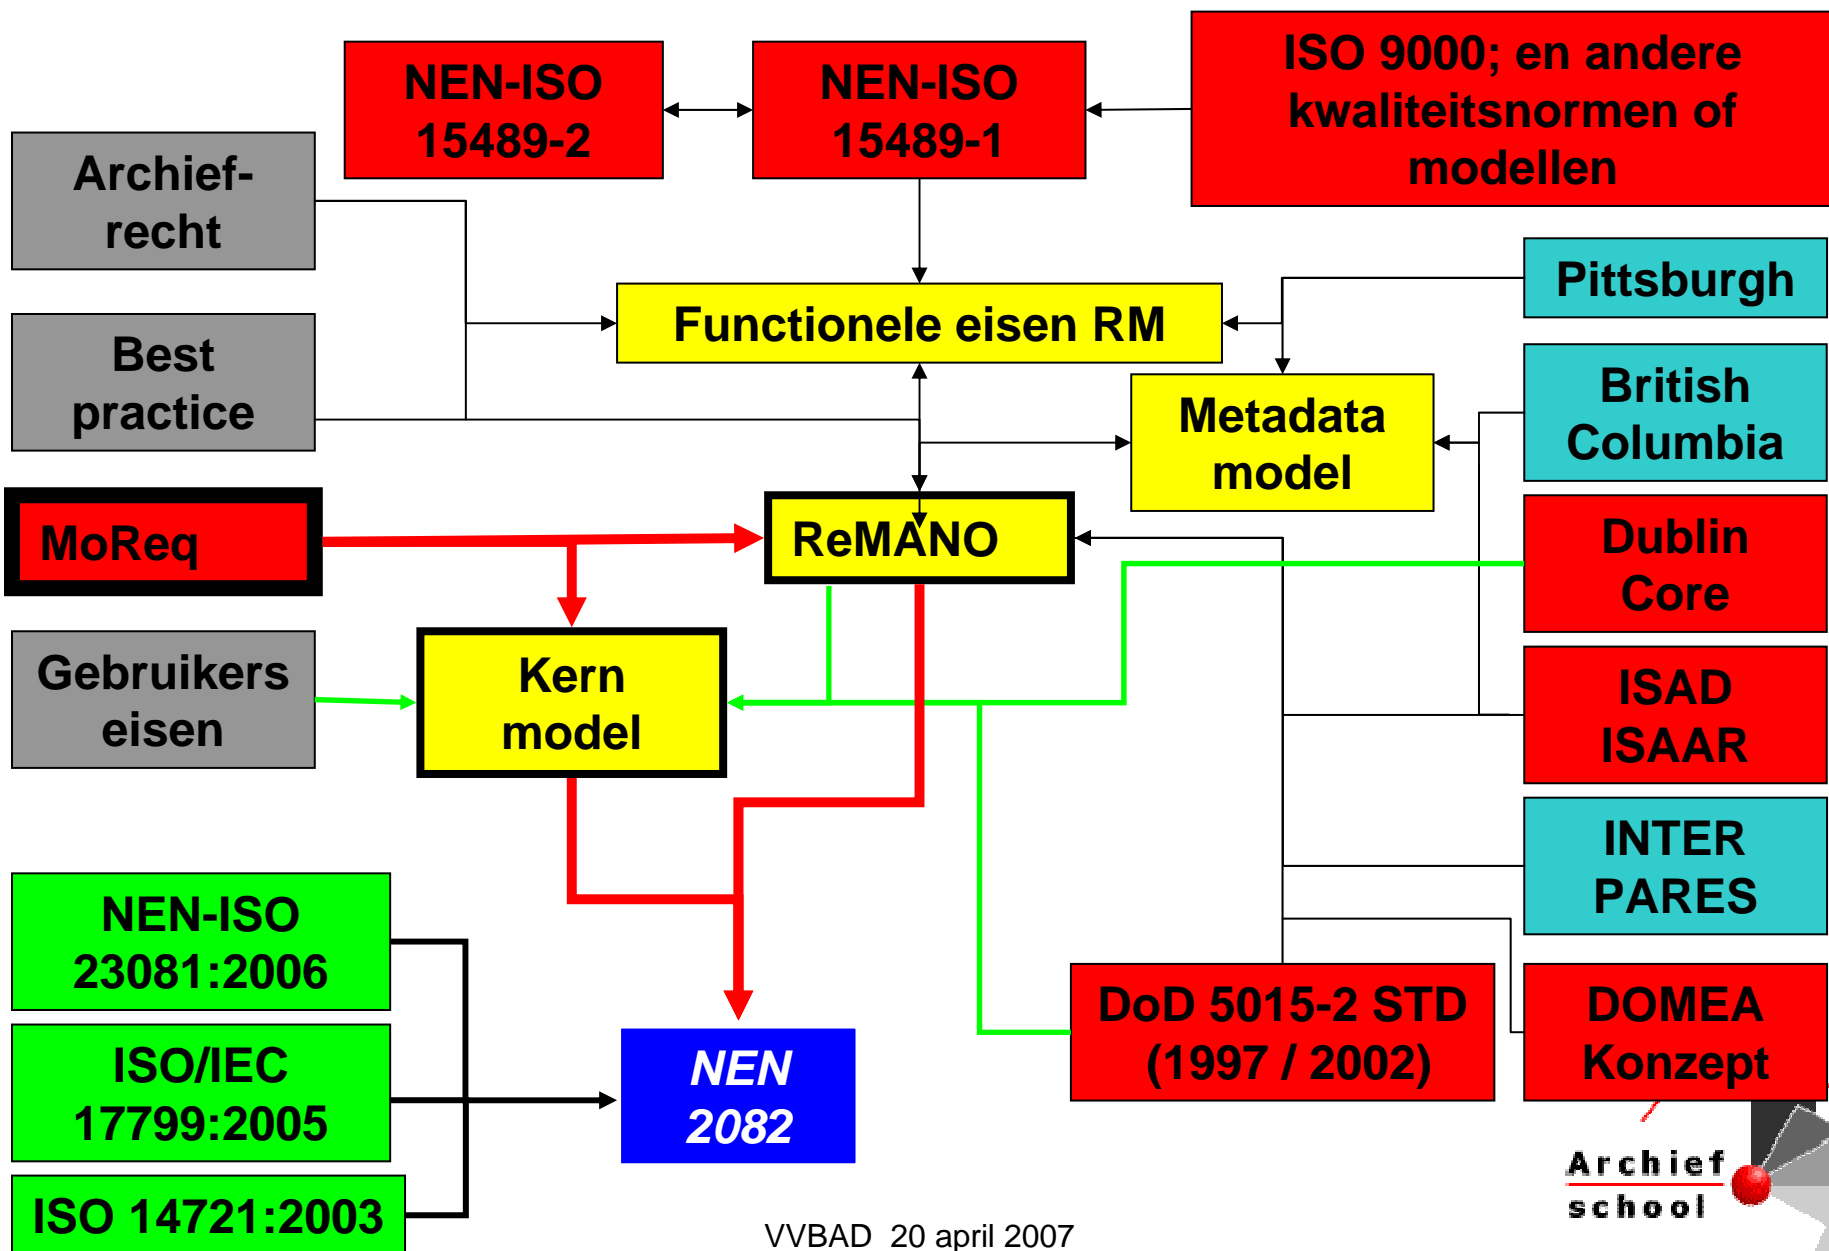 NEN-ISO
15489-2
NEN-ISO
15489-1
ISO 9000; en andere
kwaliteitsnormen of
modellen
Archief-
recht
Best
practice
Functionele eisen RM
Pittsburgh
British
Columbia
Metadata
model
MoReq
ReMANO
Dublin
Core
Gebruikers
eisen
Kern
model
ISAD
ISAAR
INTER
PARES
NEN-ISO
23081:2006
ISO/IEC
17799:2005
ISO 14721:2003
NEN
2082
DoD 5015-2 STD
(1997 / 2002)
DOMEA
Konzept
Archief
school
VVBAD 20 april 2007